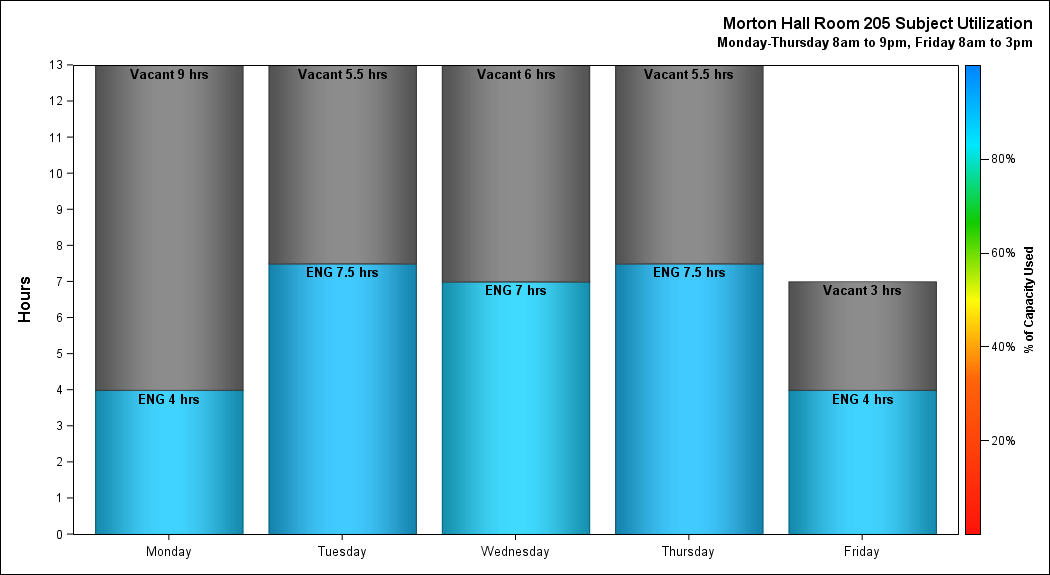 Morton Hall Room 205 Subject Utilization
Monday-Thursday 8am to 9pm, Friday 8am to 3pm
Hours
13
12
11
10
9
8
7
6
5
4
3
2
1
0
Vacant 9 hrs
ENG 4 hrs
Vacant 5.5 hrs
ENG 7.5 hrs
Vacant 6 hrs
ENG 7 hrs
Vacant 5.5 hrs
ENG 7.5 hrs
Vacant 3 hrs
ENG 4 hrs
Monday
Tuesday
Wednesday
Thursday
Friday
80%
60%
40%
20%
% of Capacity Used